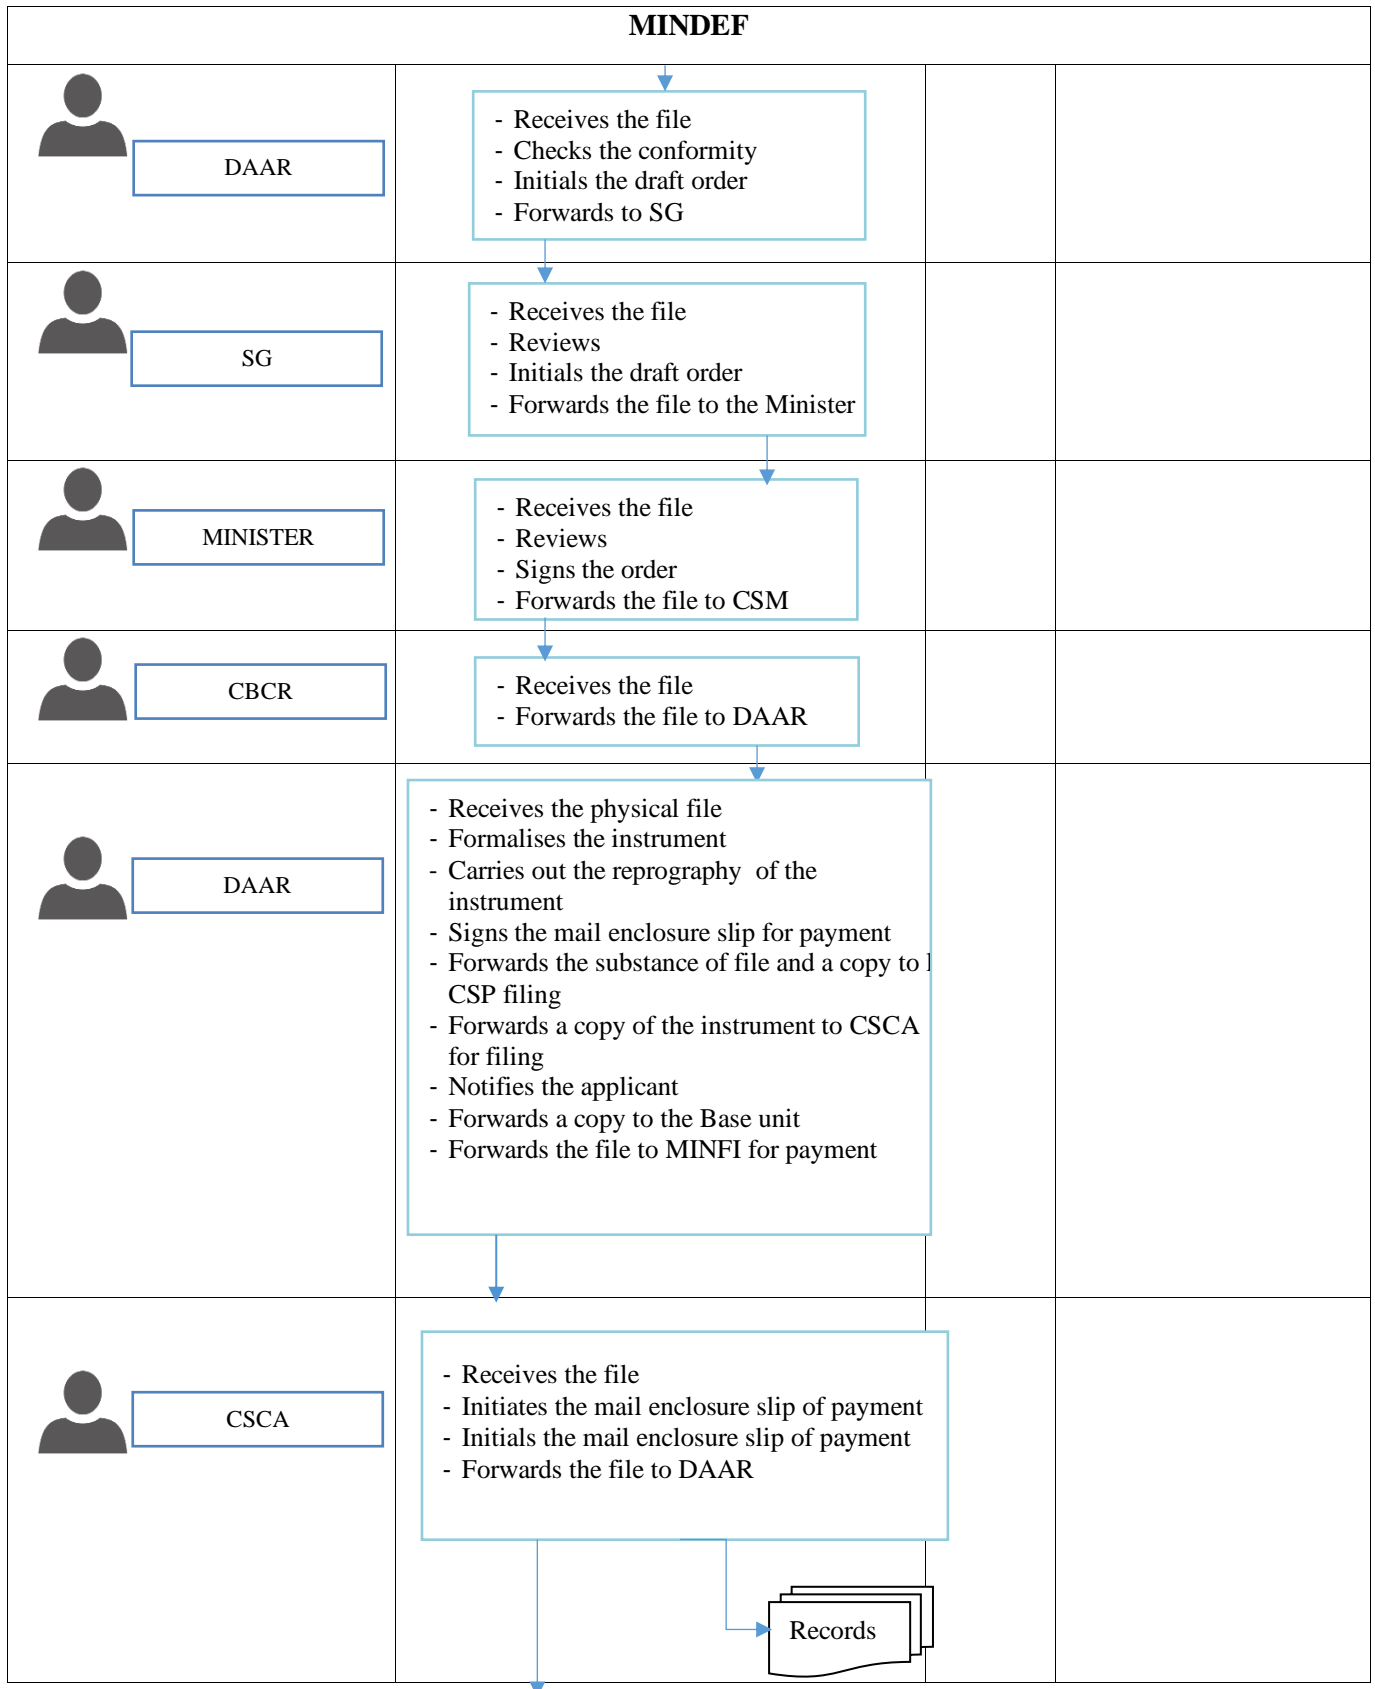 MINDEF
DAAR
- Receives the file
- Checks the conformity
- Initials the draft order
- Forwards to SG
SG
- Receives the file
- Reviews
- Initials the draft order
- Forwards the file to the Minister
MINISTER
- Receives the file
- Reviews
- Signs the order
- Forwards the file to CSM
CBCR
- Receives the file
- Forwards the file to DAAR
DAAR
- Receives the physical file
- Formalises the instrument
- Carries out the reprography of the
instrument
- Signs the mail enclosure slip for payment
- Forwards the substance of file and a copy to
CSP filing
- Forwards a copy of the instrument to CSCA
for filing
- Notifies the applicant
- Forwards a copy to the Base unit
- Forwards the file to MINFI for payment
CSCA
- Receives the file
- Initiates the mail enclosure slip of payment
- Initials the mail enclosure slip of payment
- Forwards the file to DAAR
Records